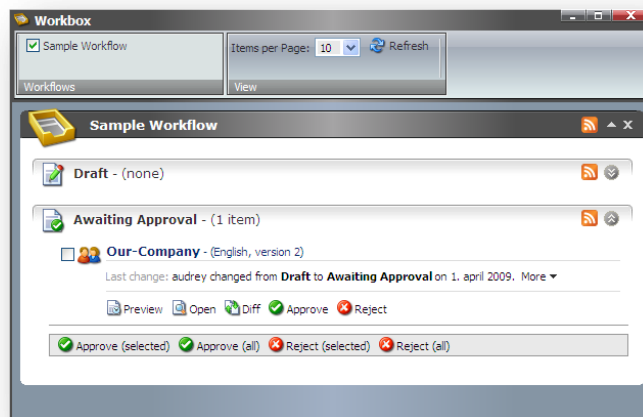 Workbox
Sample Workflow
Items per Page: 10 Refresh
Workflows View
Sample Workflow
Draft - (none)
Awaiting Approval - (1 item)
Our-Company - (English, version 2)
Last change: audrey changed from Draft to Awaiting Approval on 1. april 2009. More
Preview Open Diff Approve Reject
Approve (selected) Approve (all) Reject (selected) Reject (all)